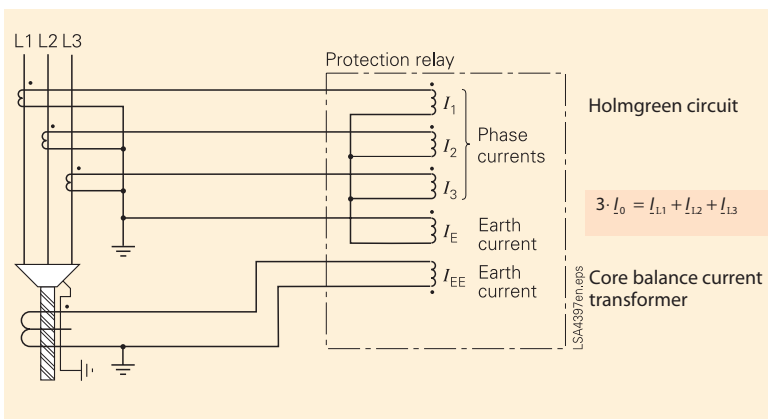 L1 L2 L3
Protection relay
I1
I2
I3
Phase
currents
IE
Earth
current
IEE
Earth
current
LSA4397en.eps
Holmgreen circuit
3· I0 = IL1 + IL2 + IL3
Core balance current
transformer